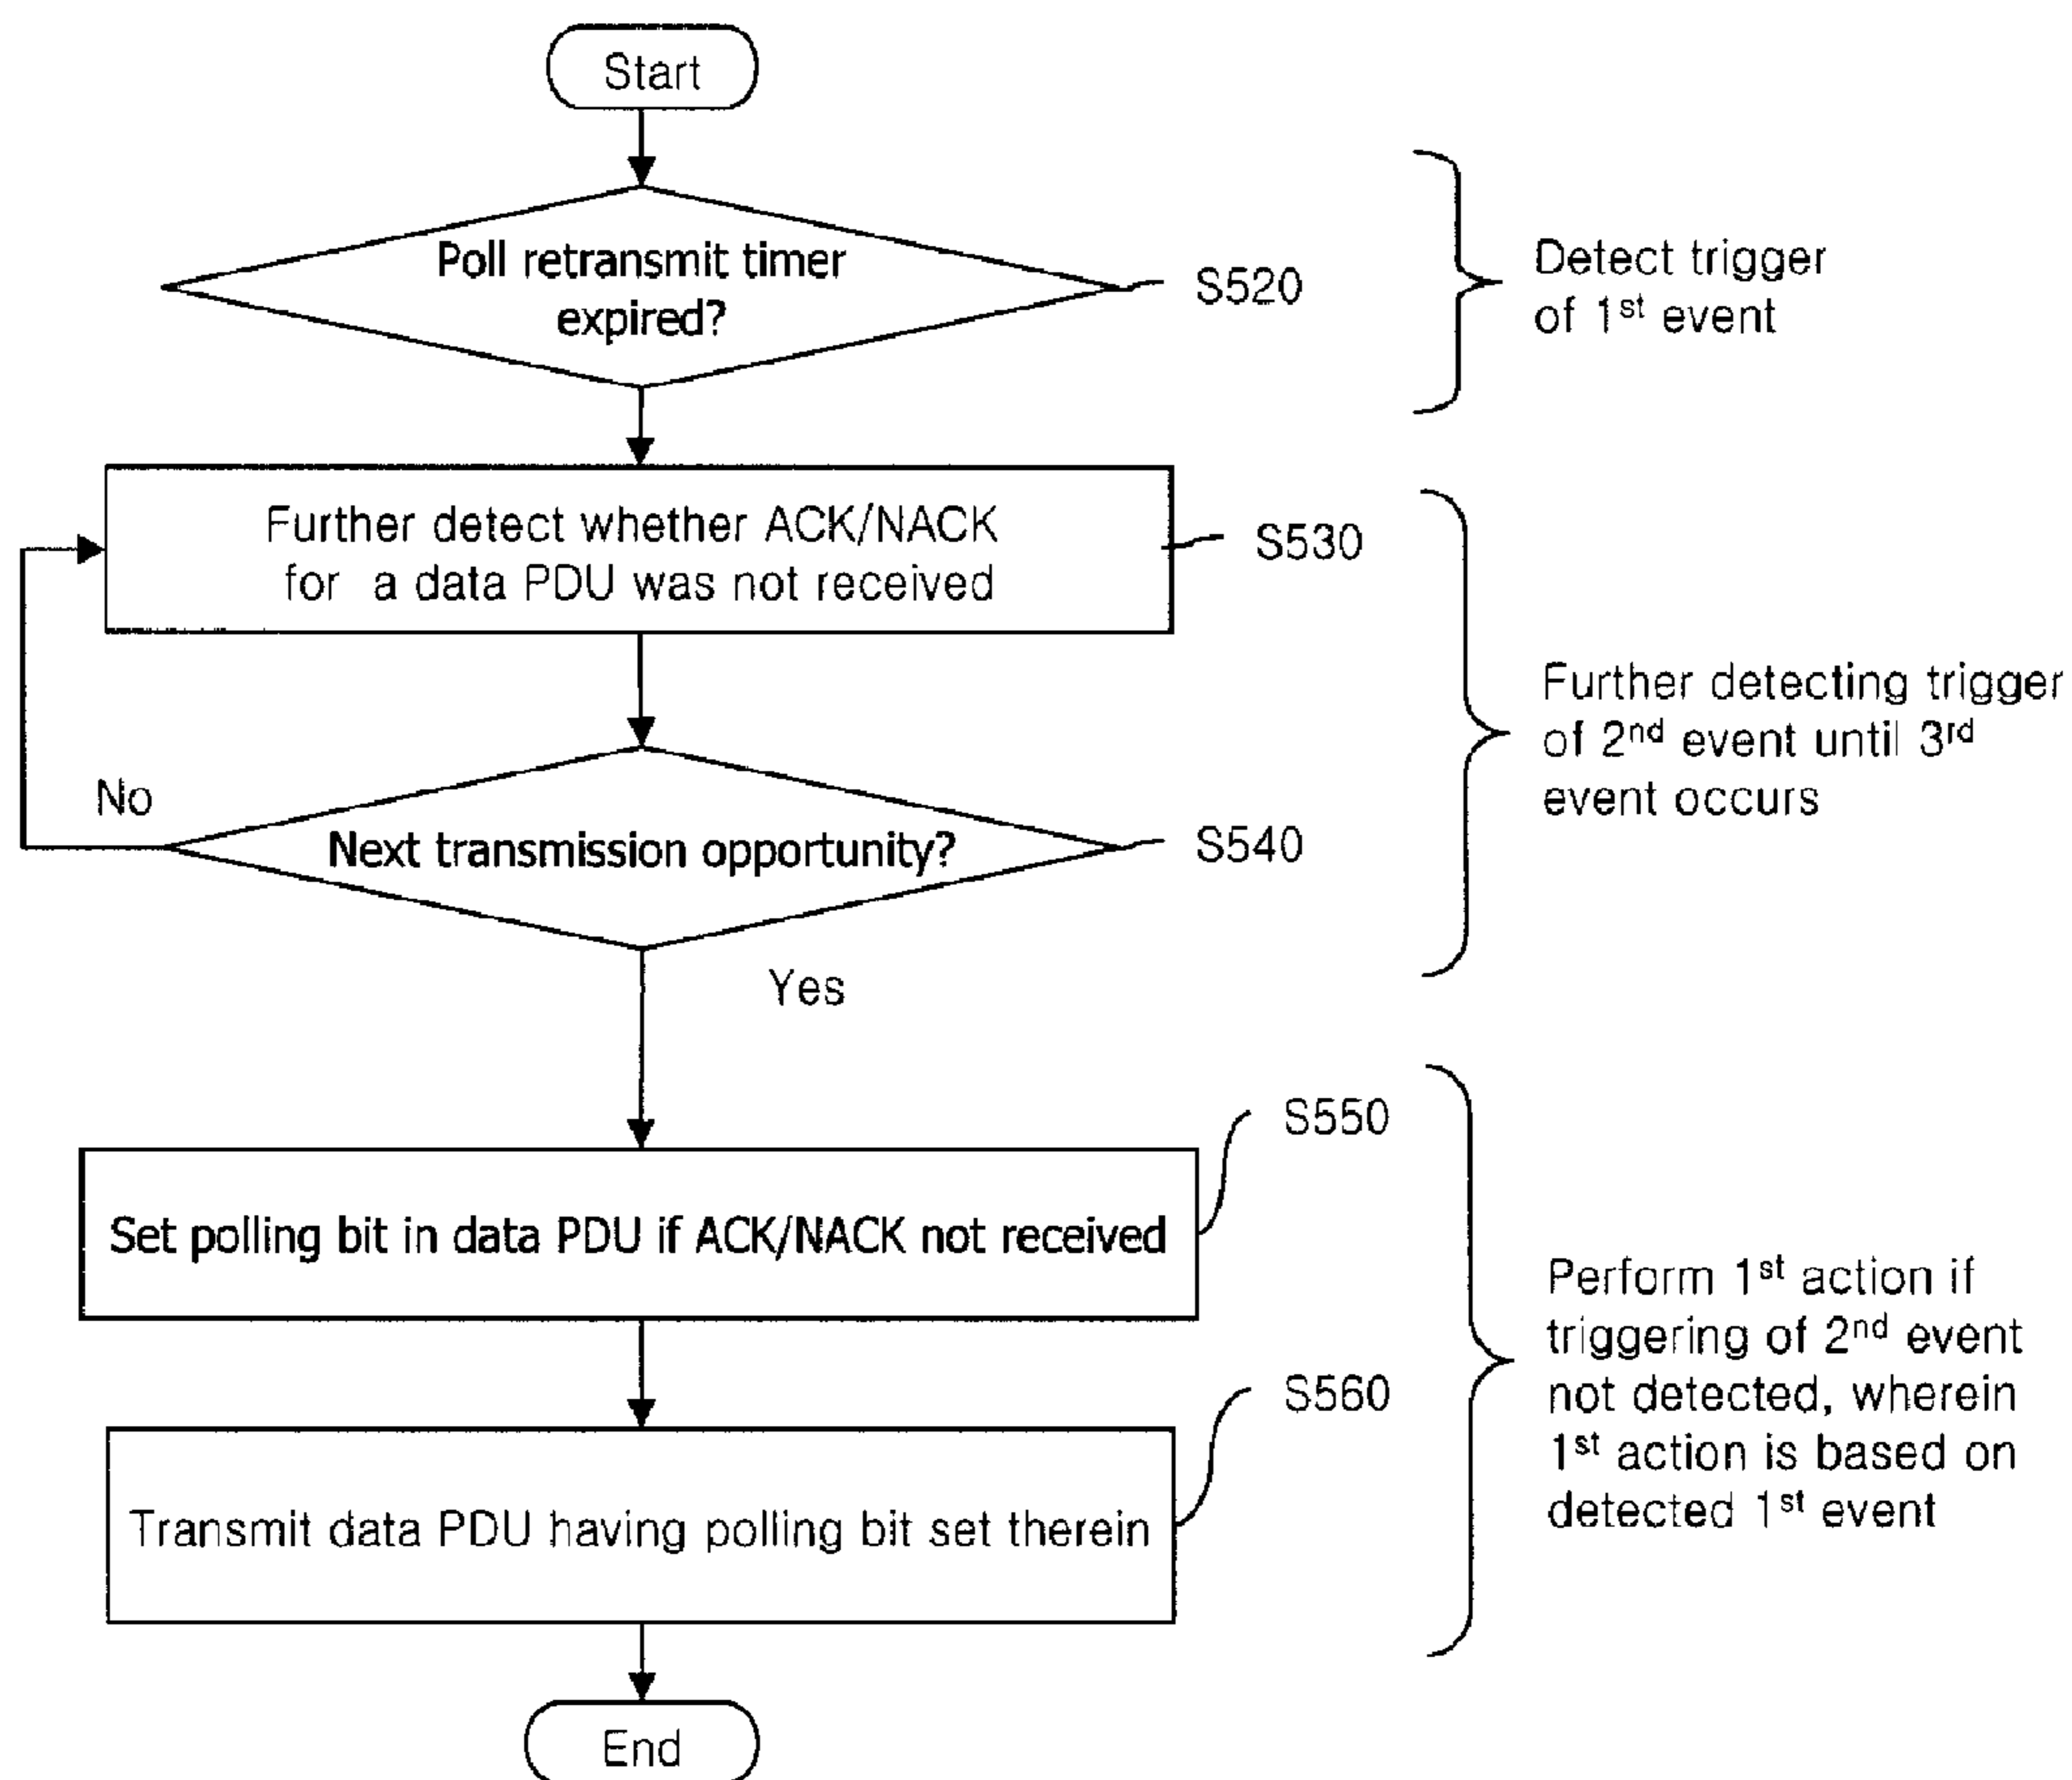 Start
Poll retransmit timer
expired?
S520
Detect trigger
of 1st event
Further detect whether ACK/NACK
for a data PDU was not received
S530
Further detecting trigger
of 2nd event until 3rd
event occurs
No
Next transmission opportunity?
S540
Yes
S550
Set polling bit in data PDU if ACK/NACK not received
Perform 1st action if
triggering of 2nd event
not detected, wherein
1st action is based on
detected 1st event
S560
Transmit data PDU having polling bit set therein
End